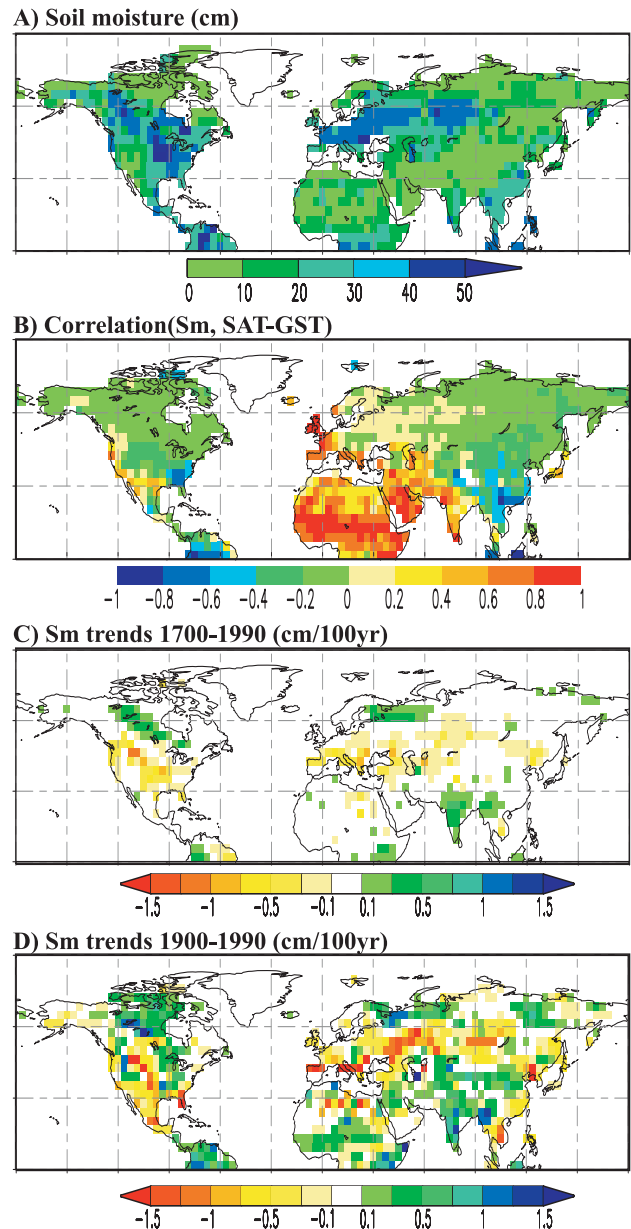 A) Soil moisture (cm)
0 10 20 30 40 50
B) Correlation(Sm, SAT-GST)
-1 -0.8 -0.6 -0.4 -0.2 0 0.2 0.4 0.6 0.8 1
C) Sm trends 1700-1990 (cm/100yr)
-1.5 -1 -0.5 -0.1 0.1 0.5 1 1.5
D) Sm trends 1900-1990 (cm/100yr)
-1.5 -1 -0.5 -0.1 0.1 0.5 1 1.5